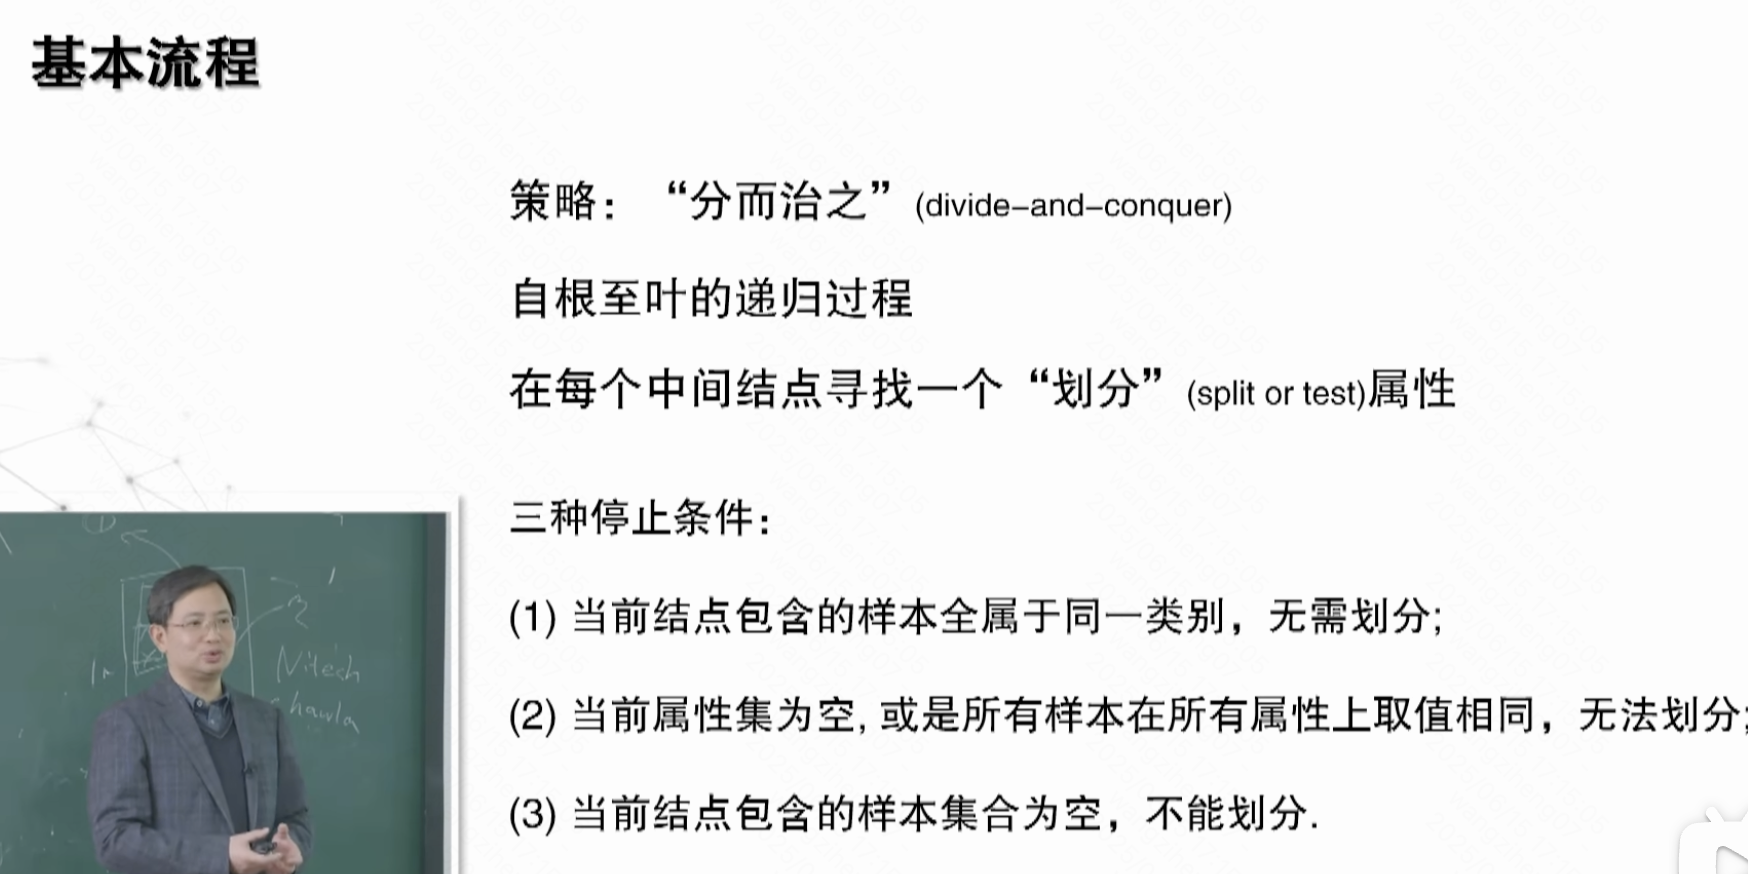 基本流程
策略：“分而治之”(divide-and-conquer)
自根至叶的递归过程
在每个中间结点寻找一个“划分”(split or test)属性
三种停止条件：
(1) 当前结点包含的样本全属于同一类别，无需划分;
(2) 当前属性集为空, 或是所有样本在所有属性上取值相同，无法划分;
(3) 当前结点包含的样本集合为空，不能划分.
Nitesh
Chawla